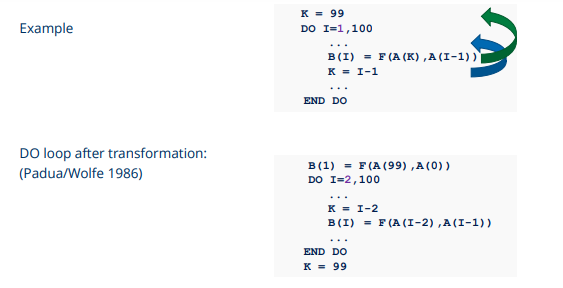 Example
K = 99
DO I=1,100
...
B(I) = F(A(K),A(I-1))
K = I-1
...
END DO
DO loop after transformation:
(Padua/Wolfe 1986)
B(1) = F(A(99),A(0))
DO I=2,100
...
K = I-2
B(I) = F(A(I-2),A(I-1))
...
END DO
K = 99